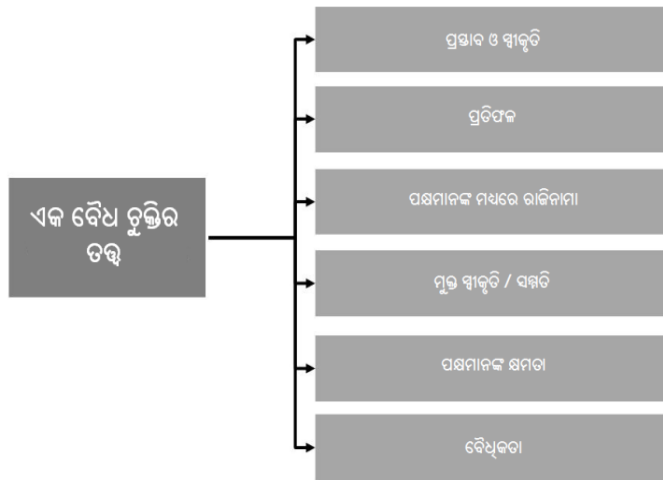 ଏକ ବୈଧ ଚୁକ୍ତିର
ତତ୍ତ୍ୱ
ପ୍ରସ୍ତାବ ଓ ସ୍ୱୀକୃତି
ପ୍ରତିଫଳ
ପକ୍ଷମାନଙ୍କ ମଧ୍ୟରେ ରାଜିନାମା
ମୁକ୍ତ ସ୍ୱୀକୃତି / ସମ୍ମତି
ପକ୍ଷମାନଙ୍କ କ୍ଷମତା
ବୈଧିକତା